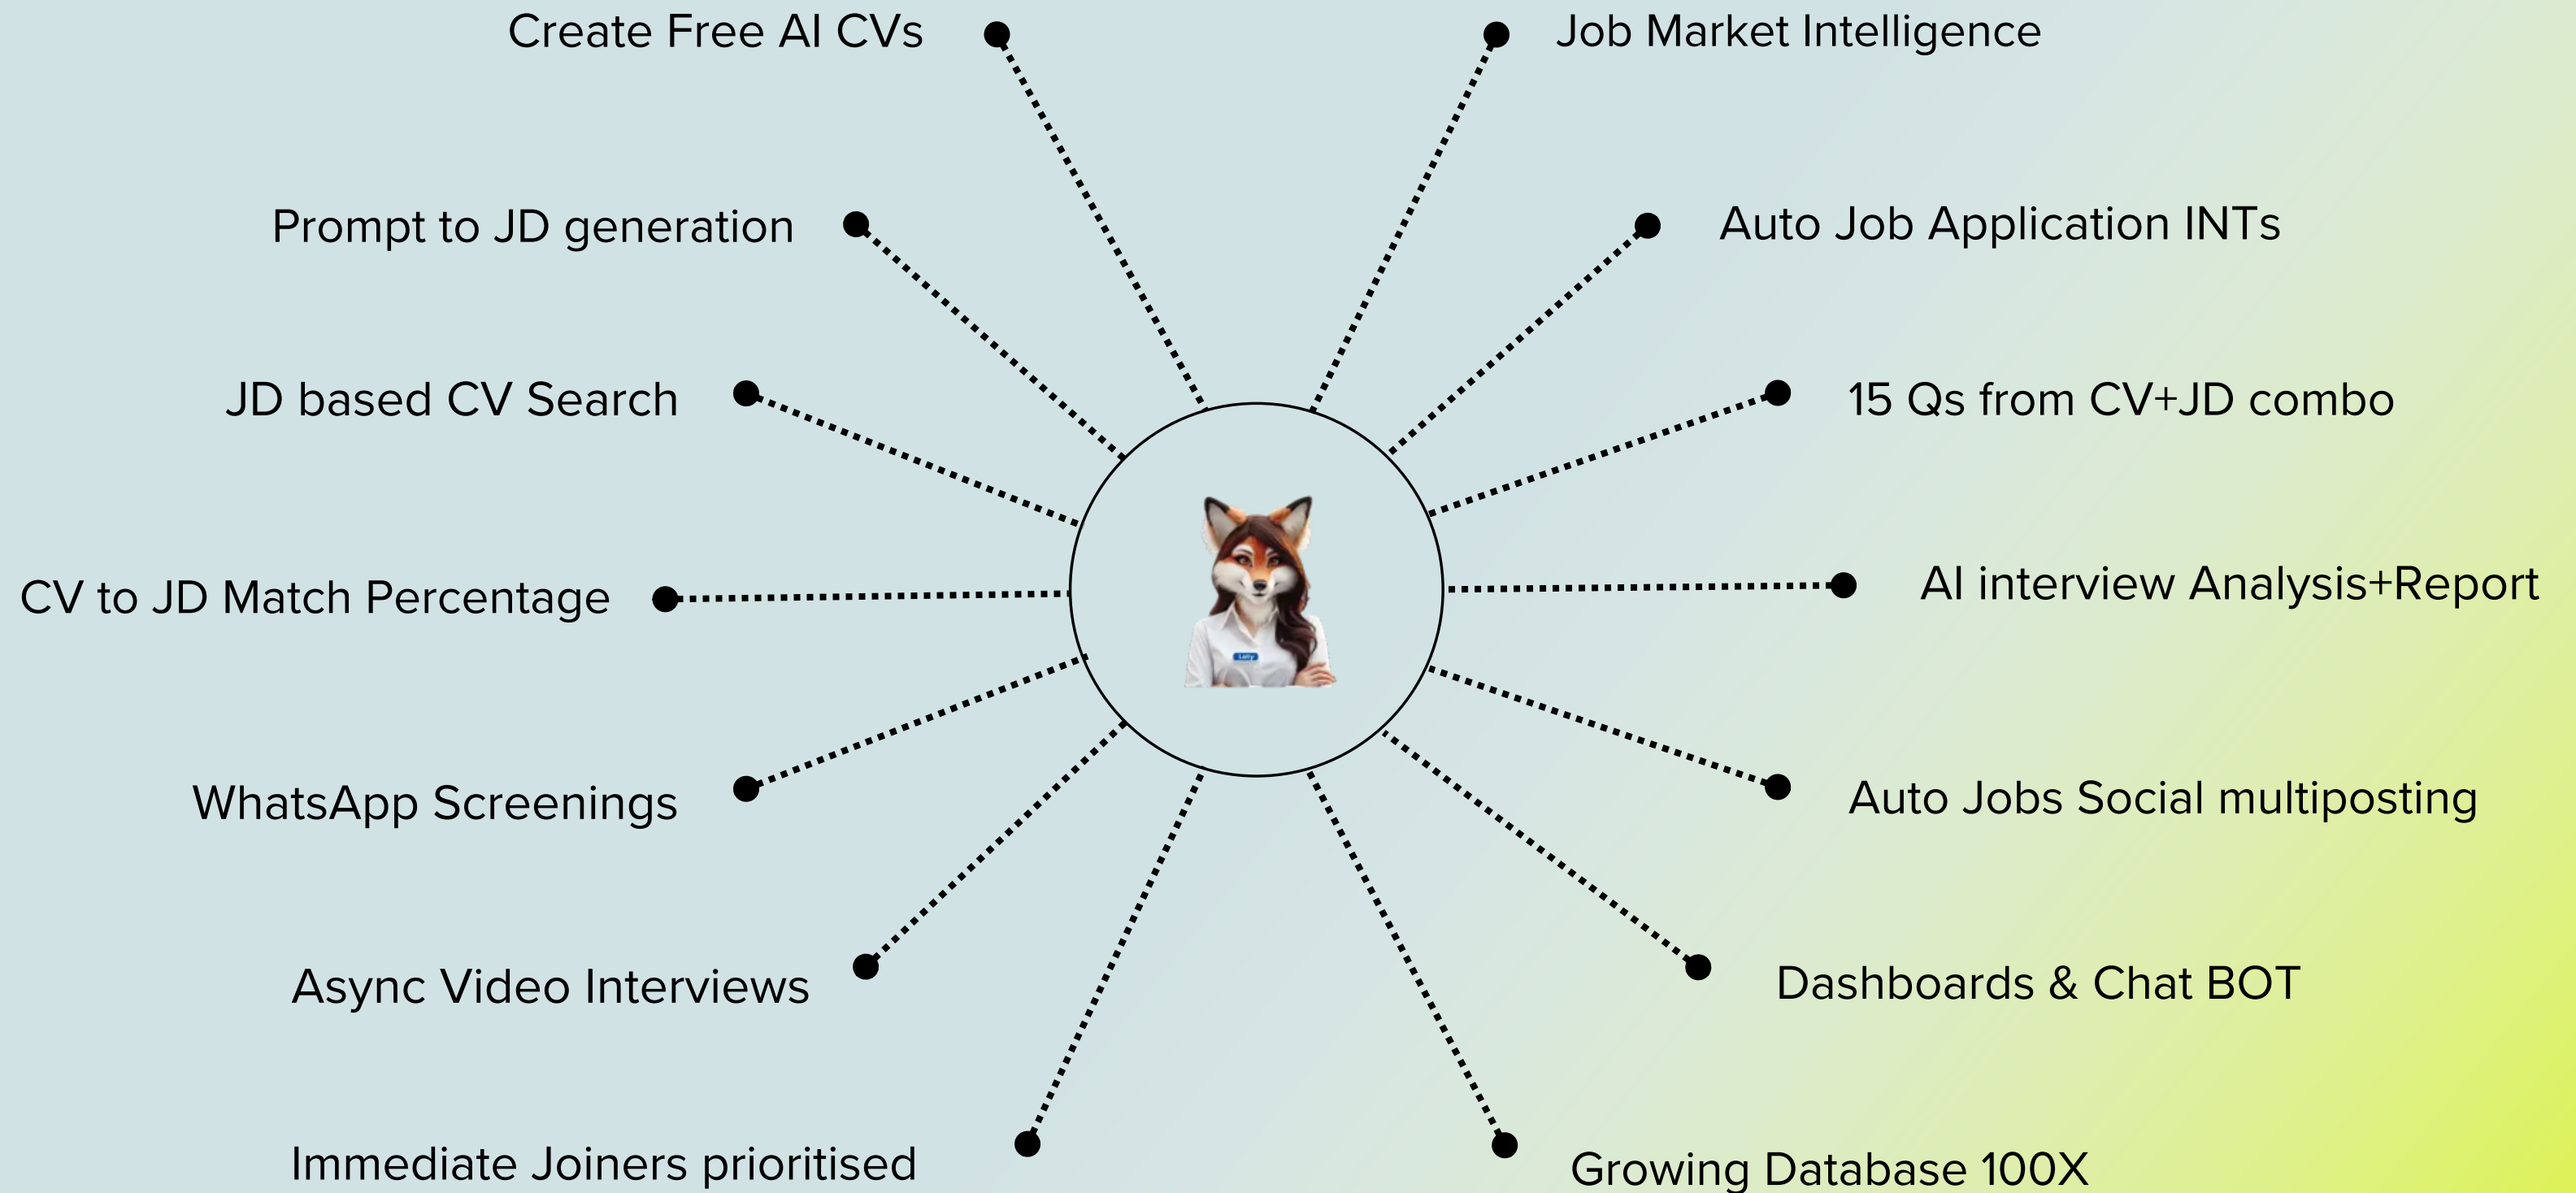 Create Free AI CVs
Job Market Intelligence
Prompt to JD generation
Auto Job Application INTs
JD based CV Search
15 Qs from CV+JD combo
CV to JD Match Percentage
AI interview Analysis+Report
Lally
WhatsApp Screenings
Auto Jobs Social multiposting
Async Video Interviews
Dashboards & Chat BOT
Immediate Joiners prioritised
Growing Database 100X